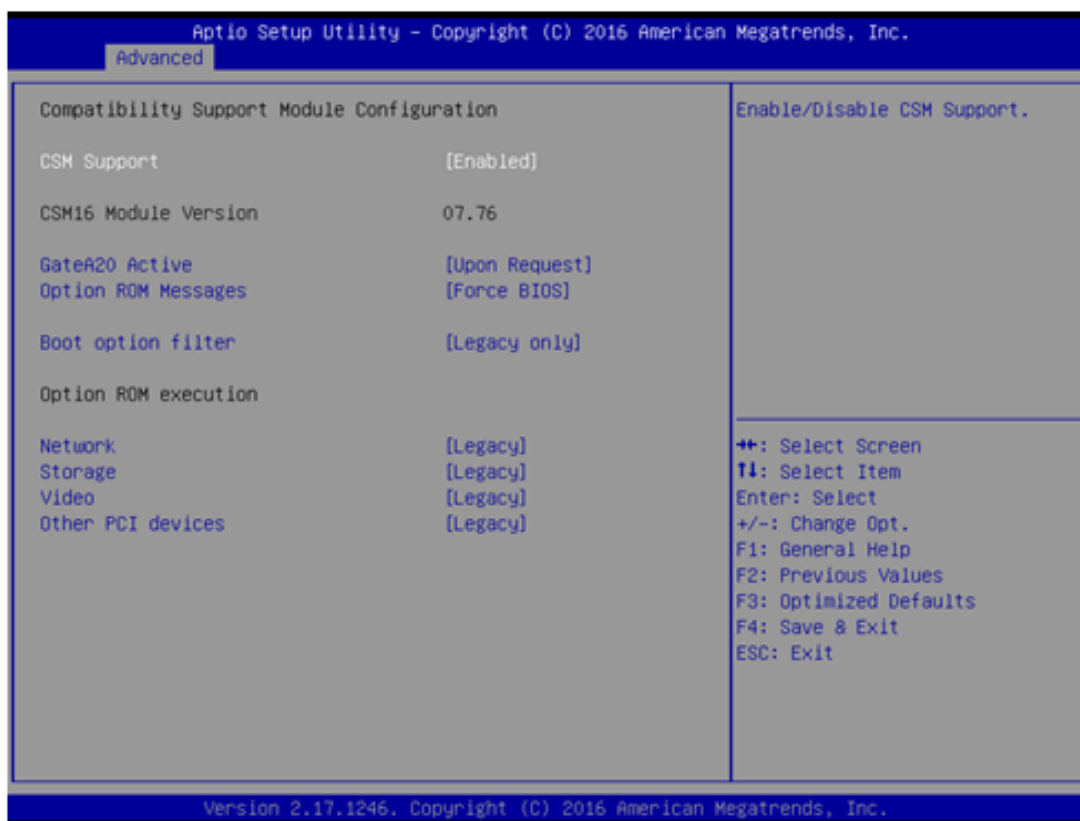 Aptio Setup Utility – Copyright (C) 2016 American Megatrends, Inc.
Advanced
Compatibility Support Module Configuration
CSM Support [Enabled]
CSM16 Module Version 07.76
GateA20 Active [Upon Request]
Option ROM Messages [Force BIOS]
Boot option filter [Legacy only]
Option ROM execution
Network [Legacy]
Storage [Legacy]
Video [Legacy]
Other PCI devices [Legacy]
Enable/Disable CSM Support.
→←: Select Screen
↑↓: Select Item
Enter: Select
+/-: Change Opt.
F1: General Help
F2: Previous Values
F3: Optimized Defaults
F4: Save & Exit
ESC: Exit
Version 2.17.1246. Copyright (C) 2016 American Megatrends, Inc.